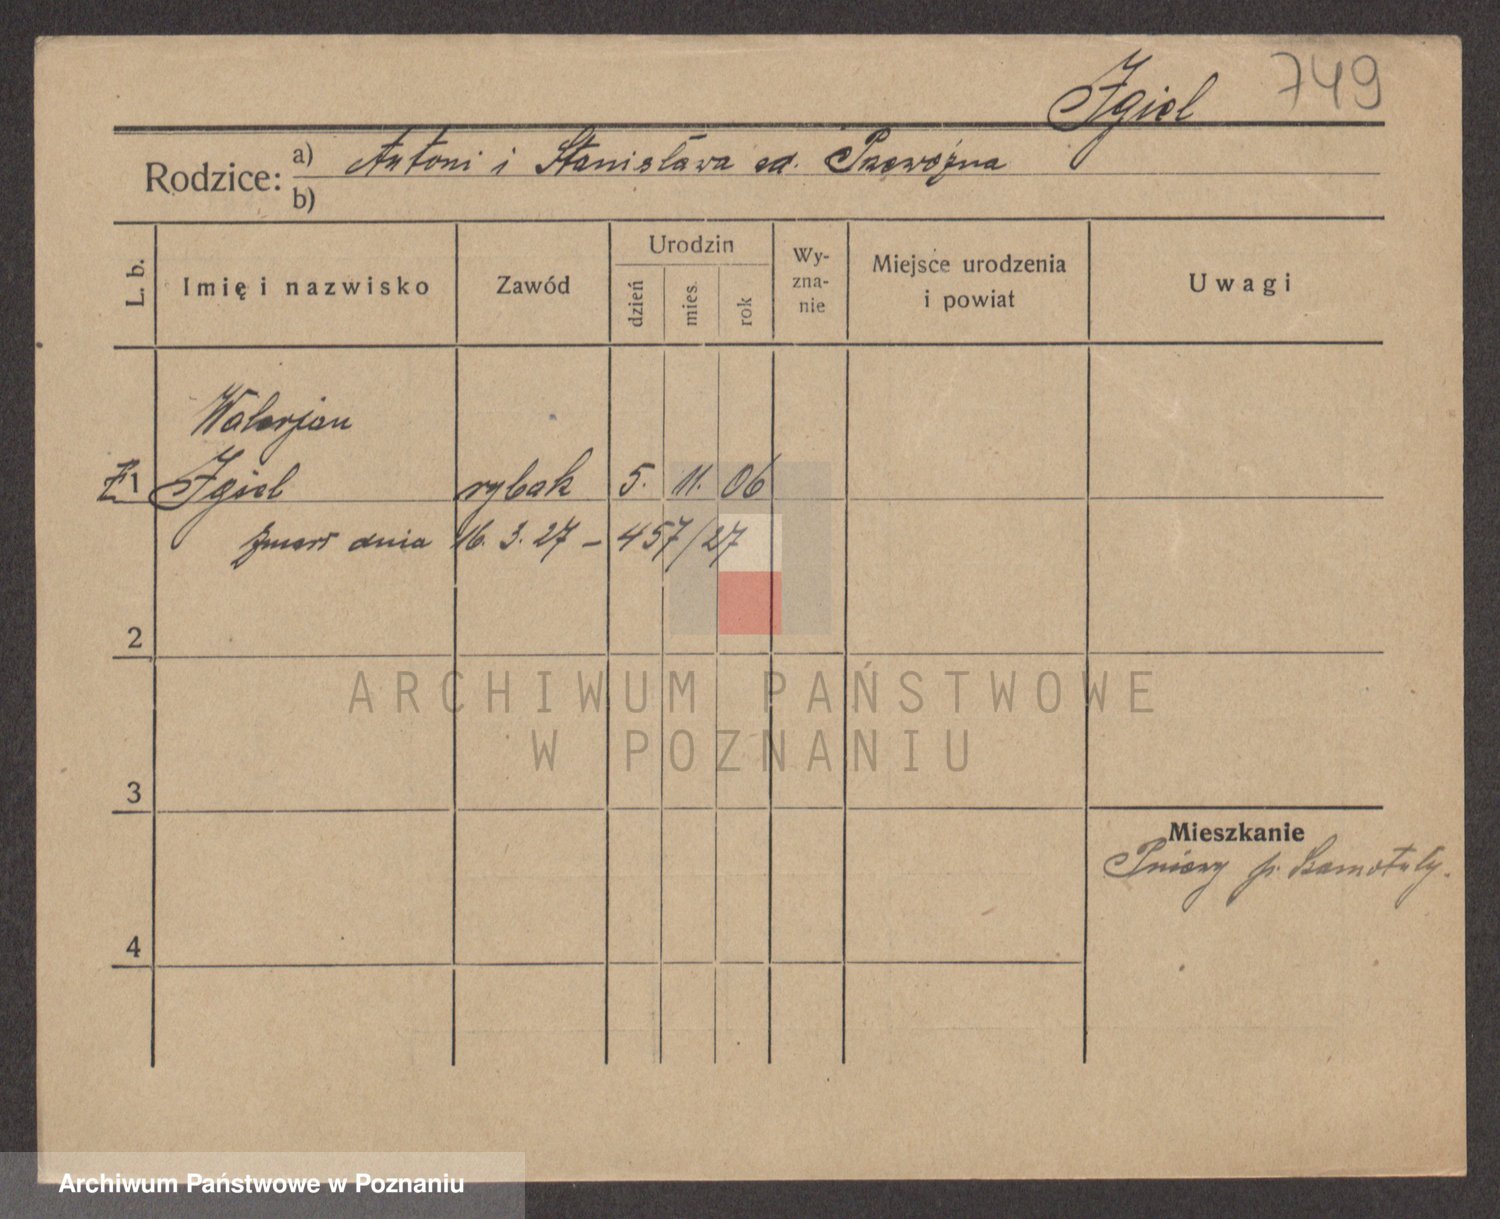 Igiel 749
Rodzice: a) Antoni i Stanisława
b)
L. b.
Imię i nazwisko
Zawód
Urodzin
dzień
mies.
rok
Wy-
zna-
nie
Miejsce urodzenia
i powiat
Uwagi
Walerjan
1 Igiel rybak 5. 11. 06
zmarł dnia 16. 3. 27 – 457/27
2
3
4
Mieszkanie
Pniewy p. Szamotuły.
ARCHIWUM PAŃSTWOWE
W POZNANIU
Archiwum Państwowe w Poznaniu